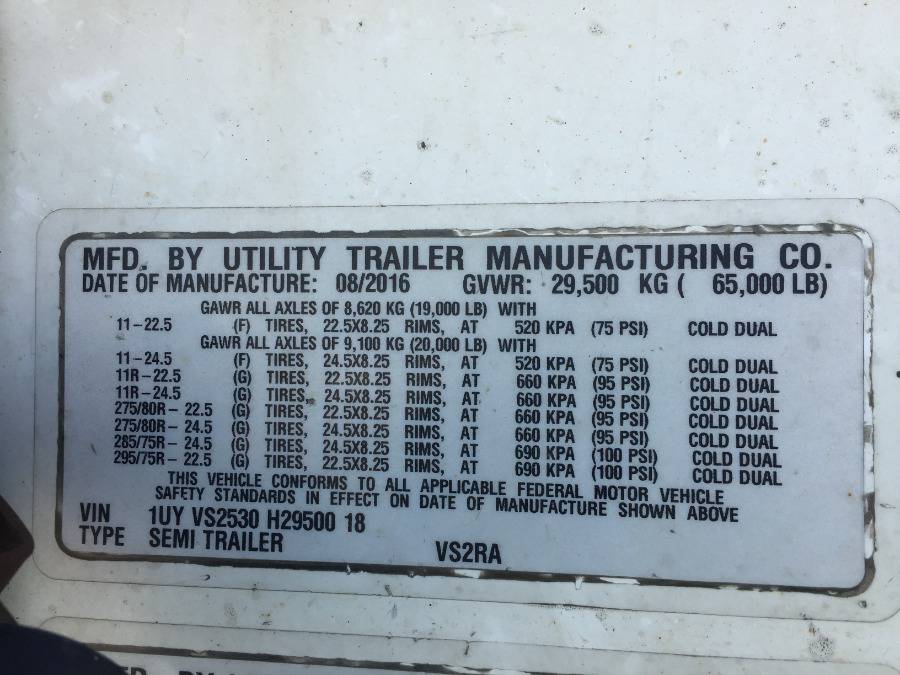 MFD. BY UTILITY TRAILER MANUFACTURING CO.
DATE OF MANUFACTURE: 08/2016 GVWR: 29,500 KG ( 65,000 LB)
GAWR ALL AXLES OF 8,620 KG (19,000 LB) WITH
11-22.5 (F) TIRES, 22.5X8.25 RIMS, AT 520 KPA (75 PSI) COLD DUAL
GAWR ALL AXLES OF 9,100 KG (20,000 LB) WITH
11-24.5 (F) TIRES, 24.5X8.25 RIMS, AT 520 KPA (75 PSI) COLD DUAL
11R-22.5 (G) TIRES, 22.5X8.25 RIMS, AT 660 KPA (95 PSI) COLD DUAL
11R-24.5 (G) TIRES, 24.5X8.25 RIMS, AT 660 KPA (95 PSI) COLD DUAL
275/80R- 22.5 (G) TIRES, 22.5X8.25 RIMS, AT 660 KPA (95 PSI) COLD DUAL
275/80R- 24.5 (G) TIRES, 24.5X8.25 RIMS, AT 660 KPA (95 PSI) COLD DUAL
285/75R- 24.5 (G) TIRES, 24.5X8.25 RIMS, AT 690 KPA (100 PSI) COLD DUAL
295/75R- 22.5 (G) TIRES, 22.5X8.25 RIMS, AT 690 KPA (100 PSI) COLD DUAL
THIS VEHICLE CONFORMS TO ALL APPLICABLE FEDERAL MOTOR VEHICLE
SAFETY STANDARDS IN EFFECT ON DATE OF MANUFACTURE SHOWN ABOVE
VIN 1UY VS2530 H29500 18
TYPE SEMI TRAILER VS2RA